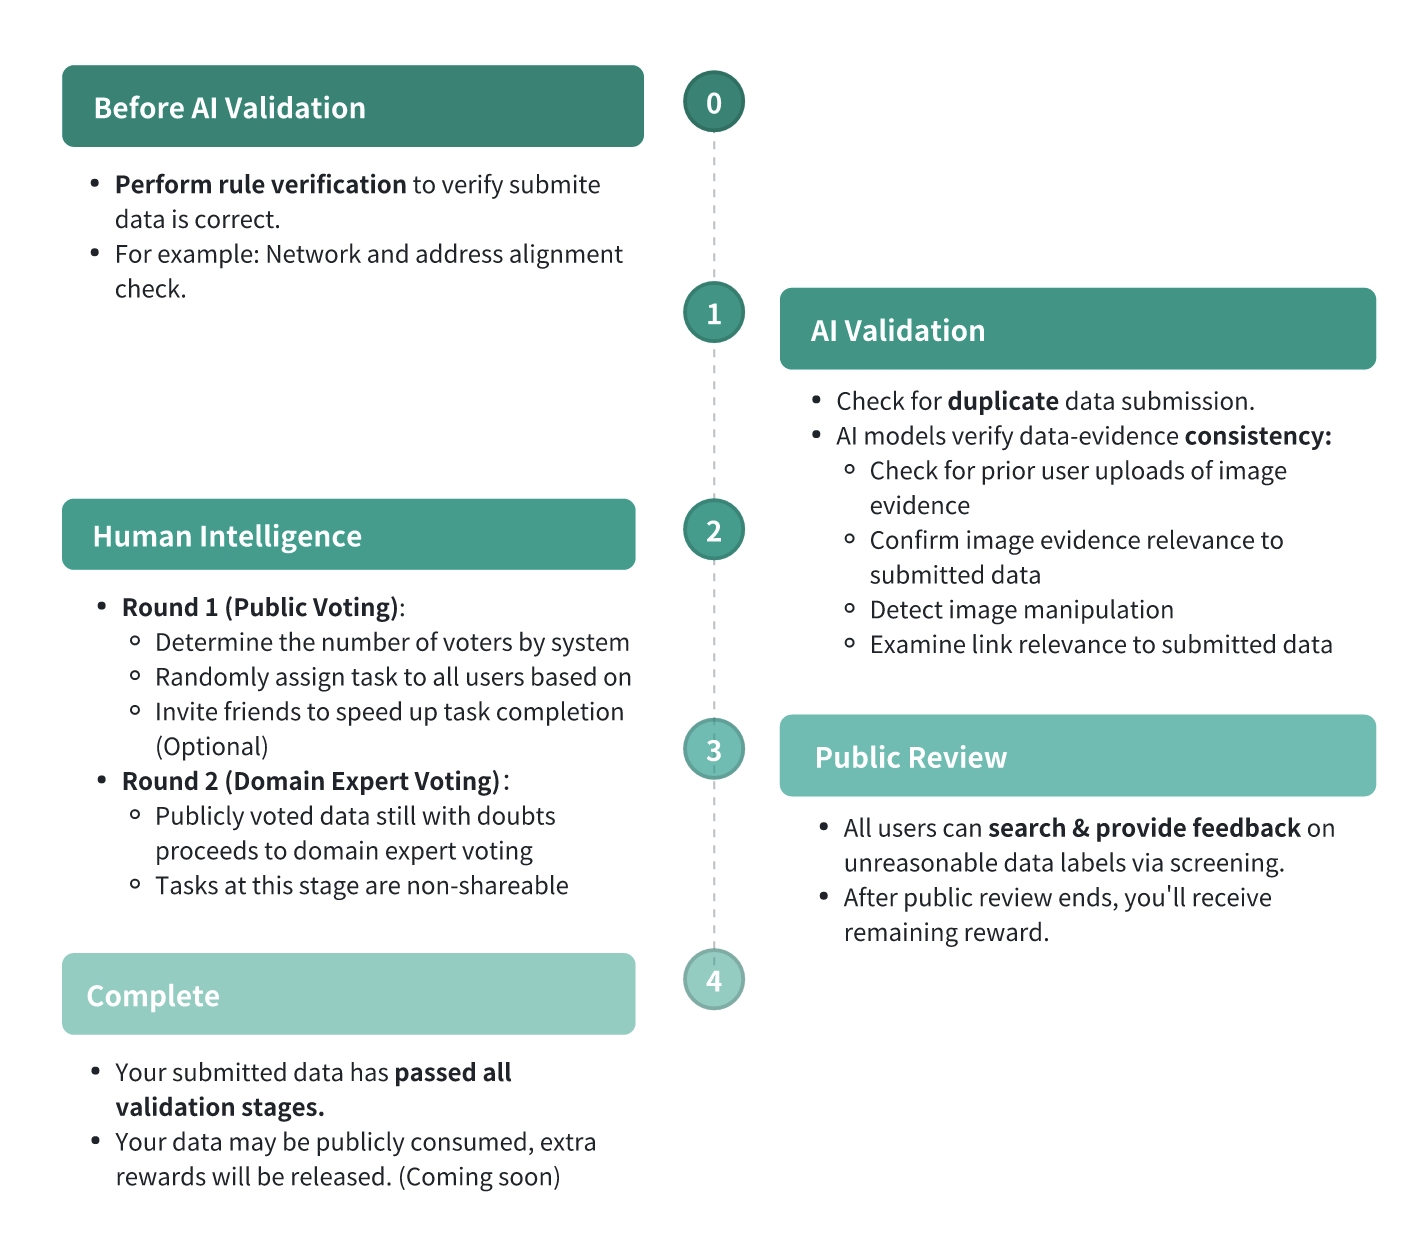 Before AI Validation
0
• Perform rule verification to verify submite
data is correct.
• For example: Network and address alignment
check.
1
AI Validation
• Check for duplicate data submission.
• AI models verify data-evidence consistency:
◦ Check for prior user uploads of image
evidence
◦ Confirm image evidence relevance to
submitted data
◦ Detect image manipulation
◦ Examine link relevance to submitted data
Human Intelligence
2
• Round 1 (Public Voting):
◦ Determine the number of voters by system
◦ Randomly assign task to all users based on
◦ Invite friends to speed up task completion
(Optional)
• Round 2 (Domain Expert Voting):
◦ Publicly voted data still with doubts
proceeds to domain expert voting
◦ Tasks at this stage are non-shareable
3
Public Review
• All users can search & provide feedback on
unreasonable data labels via screening.
• After public review ends, you'll receive
remaining reward.
Complete
4
• Your submitted data has passed all
validation stages.
• Your data may be publicly consumed, extra
rewards will be released. (Coming soon)